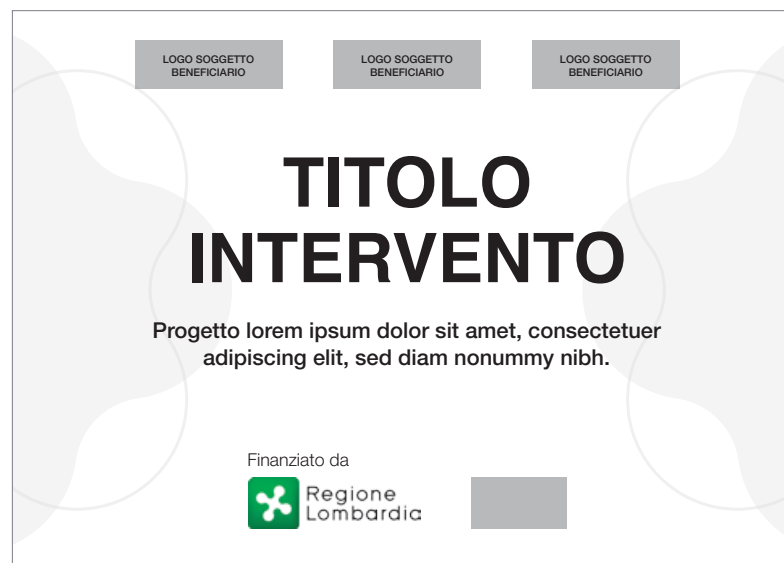 LOGO SOGGETTO
BENEFICIARIO
LOGO SOGGETTO
BENEFICIARIO
LOGO SOGGETTO
BENEFICIARIO
TITOLO
INTERVENTO
Progetto lorem ipsum dolor sit amet, consectetuer
adipiscing elit, sed diam nonummy nibh.
Finanziato da
Regione
Lombardia